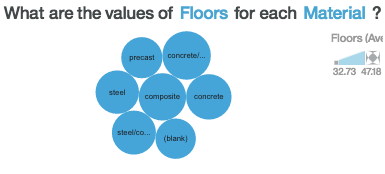 What are the values of Floors for each Material ?
Floors (Ave
precast
concrete/...
steel
composite
concrete
steel/co...
(blank)
32.73 47.18